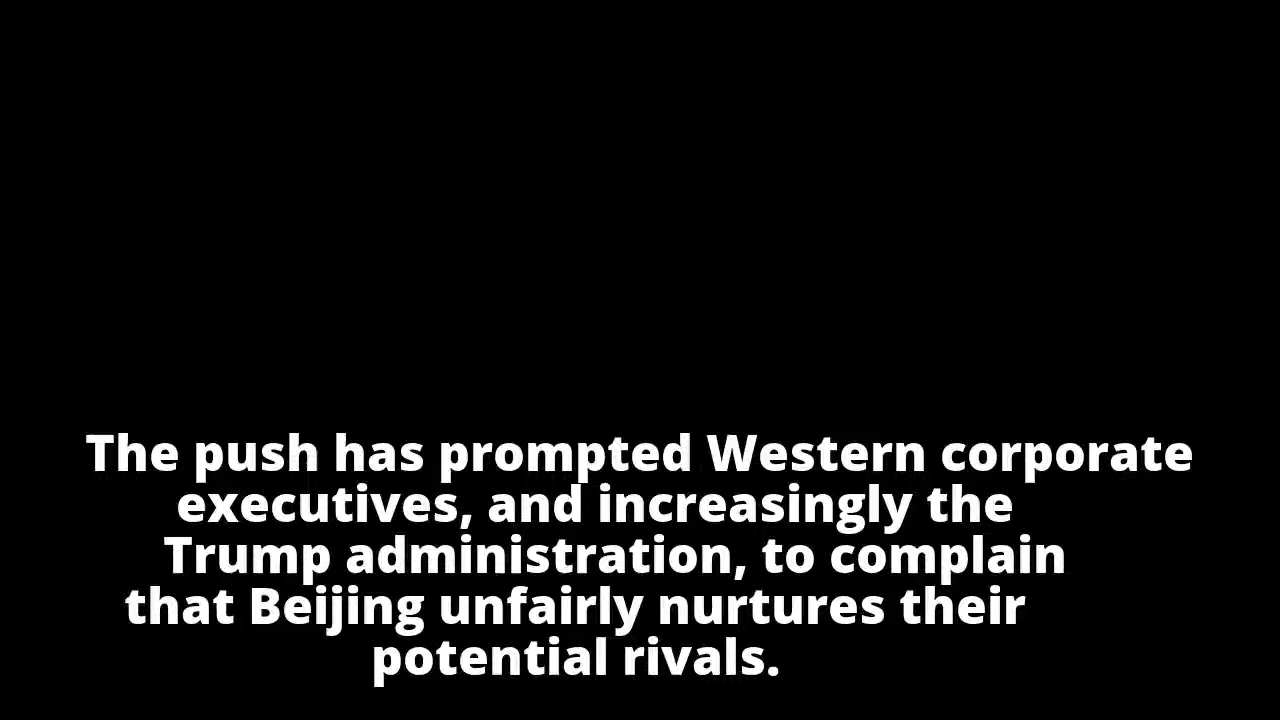 The push has prompted Western corporate
executives, and increasingly the
Trump administration, to complain
that Beijing unfairly nurtures their
potential rivals.